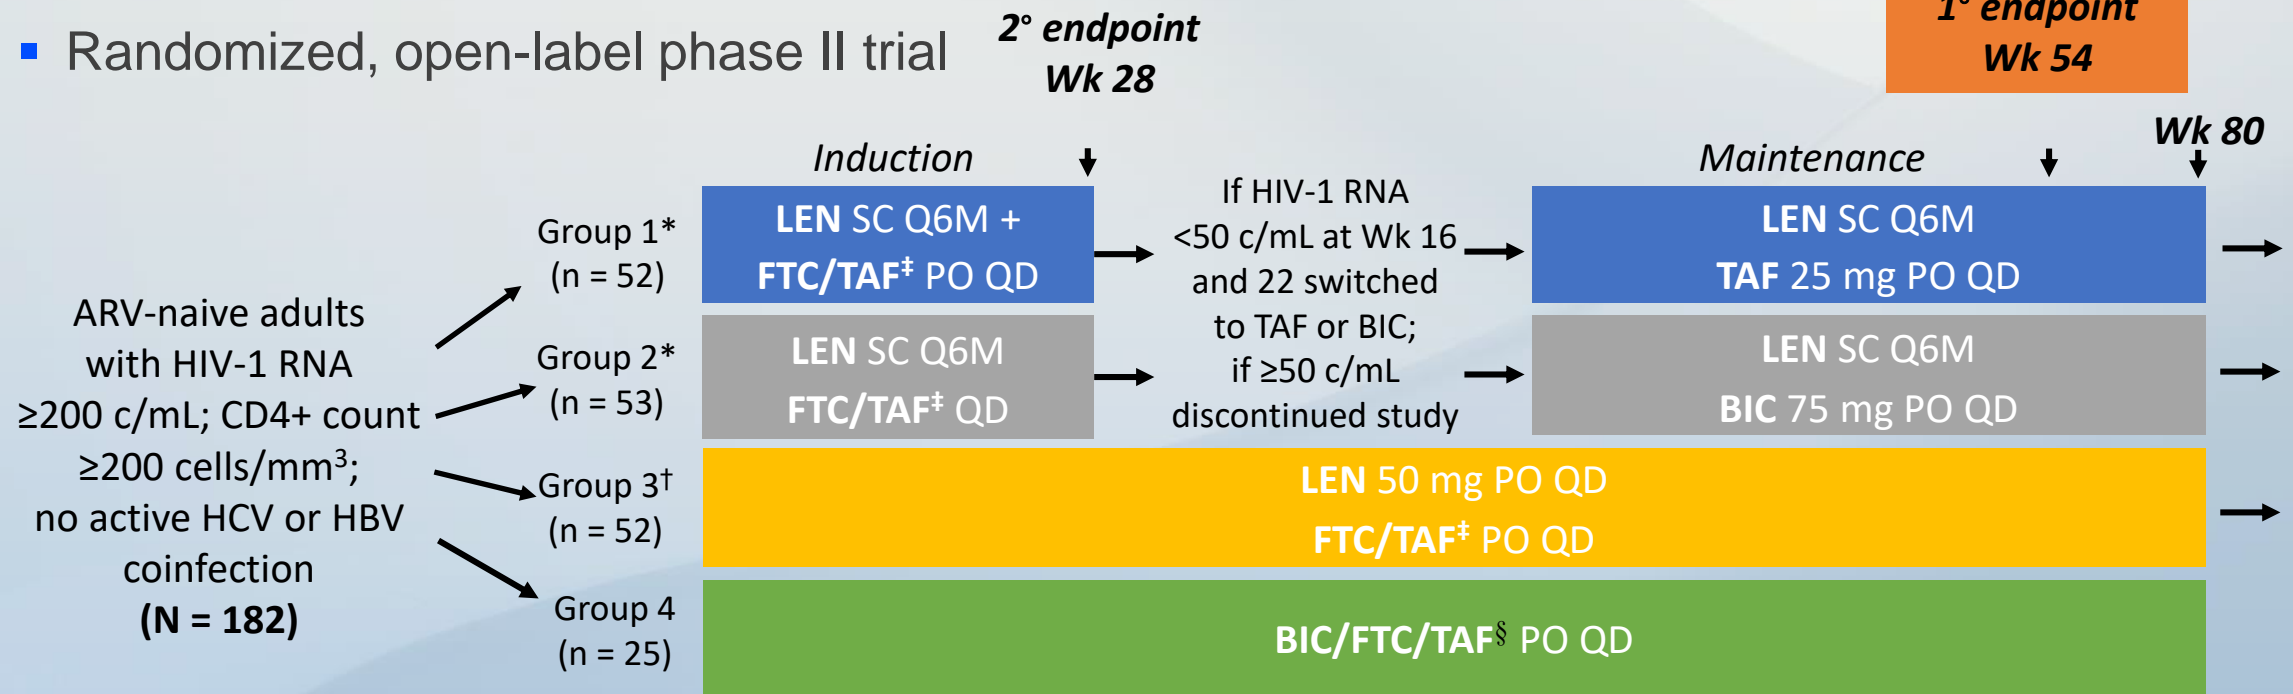 ▪ Randomized, open-label phase II trial
2° endpoint
Wk 28
1° endpoint
Wk 54
Wk 80
Induction
Maintenance
ARV-naive adults
with HIV-1 RNA
≥200 c/mL; CD4+ count
≥200 cells/mm³;
no active HCV or HBV
coinfection
(N = 182)
Group 1*
(n = 52)
LEN SC Q6M +
FTC/TAF‡ PO QD
If HIV-1 RNA
<50 c/mL at Wk 16
and 22 switched
to TAF or BIC;
if ≥50 c/mL
discontinued study
LEN SC Q6M
TAF 25 mg PO QD
Group 2*
(n = 53)
LEN SC Q6M
FTC/TAF‡ QD
LEN SC Q6M
BIC 75 mg PO QD
Group 3†
(n = 52)
LEN 50 mg PO QD
FTC/TAF‡ PO QD
Group 4
(n = 25)
BIC/FTC/TAF§ PO QD